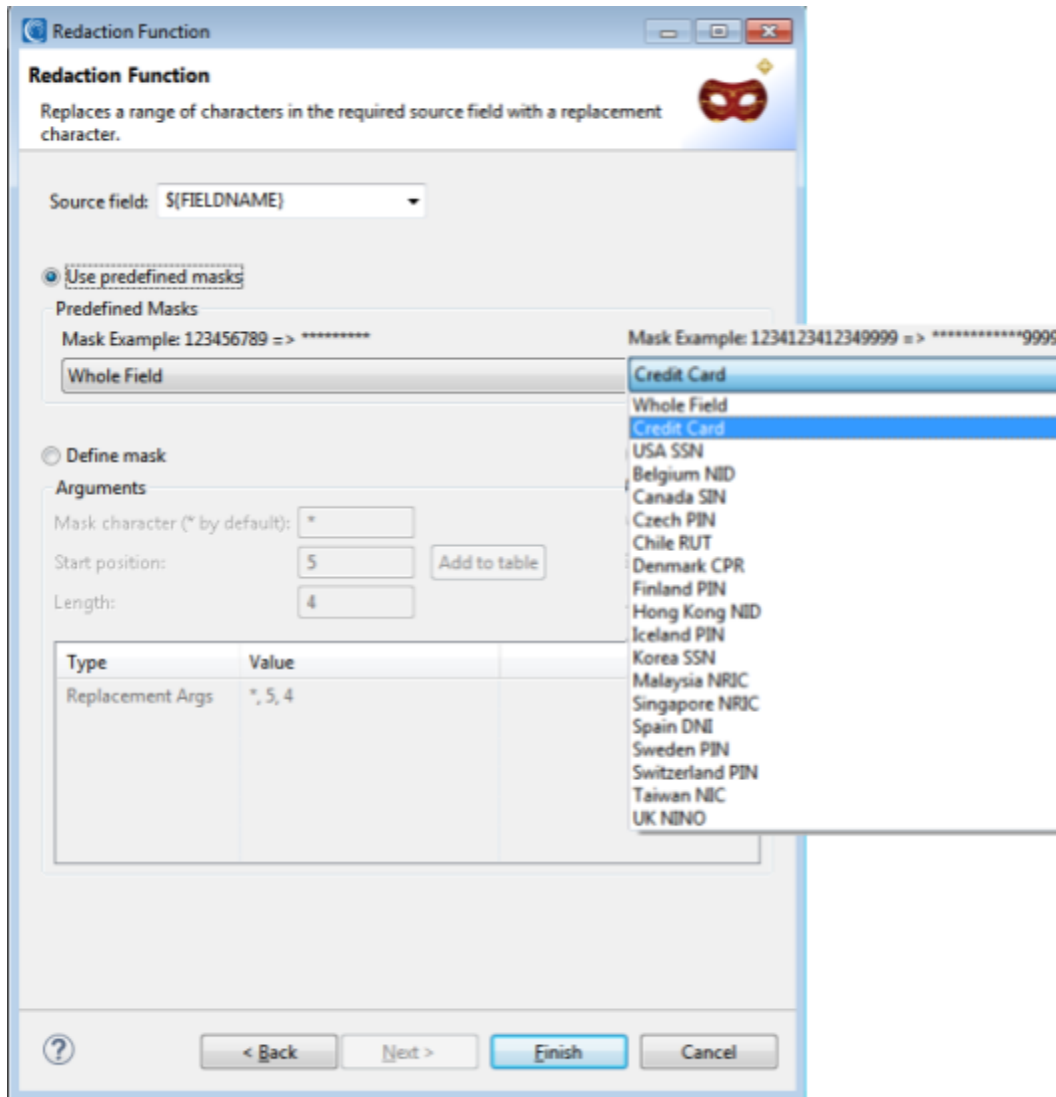 Redaction Function
Redaction Function
Replaces a range of characters in the required source field with a replacement
character.
Source field: ${FIELDNAME}
Use predefined masks
Predefined Masks
Mask Example: 123456789 => *********
Whole Field
Mask Example: 1234123412349999 => ************9999
Credit Card
Whole Field
Credit Card
USA SSN
Belgium NID
Canada SIN
Czech PIN
Chile RUT
Denmark CPR
Finland PIN
Hong Kong NID
Iceland PIN
Korea SSN
Malaysia NRIC
Singapore NRIC
Spain DNI
Sweden PIN
Switzerland PIN
Taiwan NIC
UK NINO
Define mask
Arguments
Mask character (* by default): *
Start position: 5 Add to table
Length: 4
Type Value
Replacement Args *, 5, 4
? < Back Next > Finish Cancel